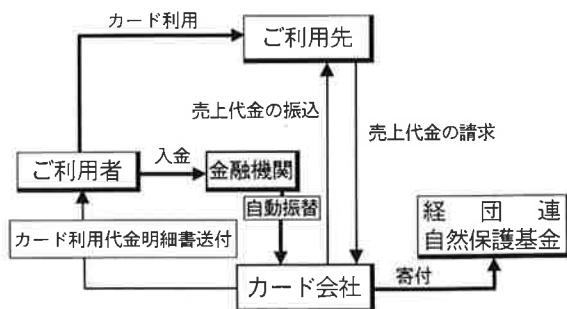 カード利用
ご利用先
売上代金の振込
売上代金の請求
入金
ご利用者
金融機関
自動振替
経団連
自然保護基金
カード利用代金明細書送付
カード会社
寄付